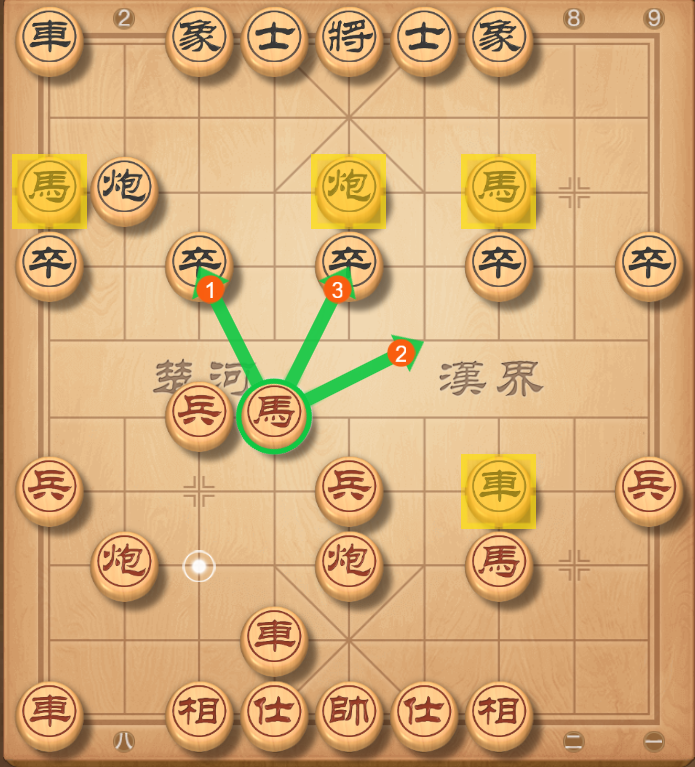 2 8 9
車 象 士 將 士 象
馬 炮 炮 馬
卒 卒 卒 卒 卒
1 3
2
楚河 漢界
兵 馬
兵 兵 車 兵
炮 炮 馬
車
車 相 仕 帥 仕 相
八 二 一